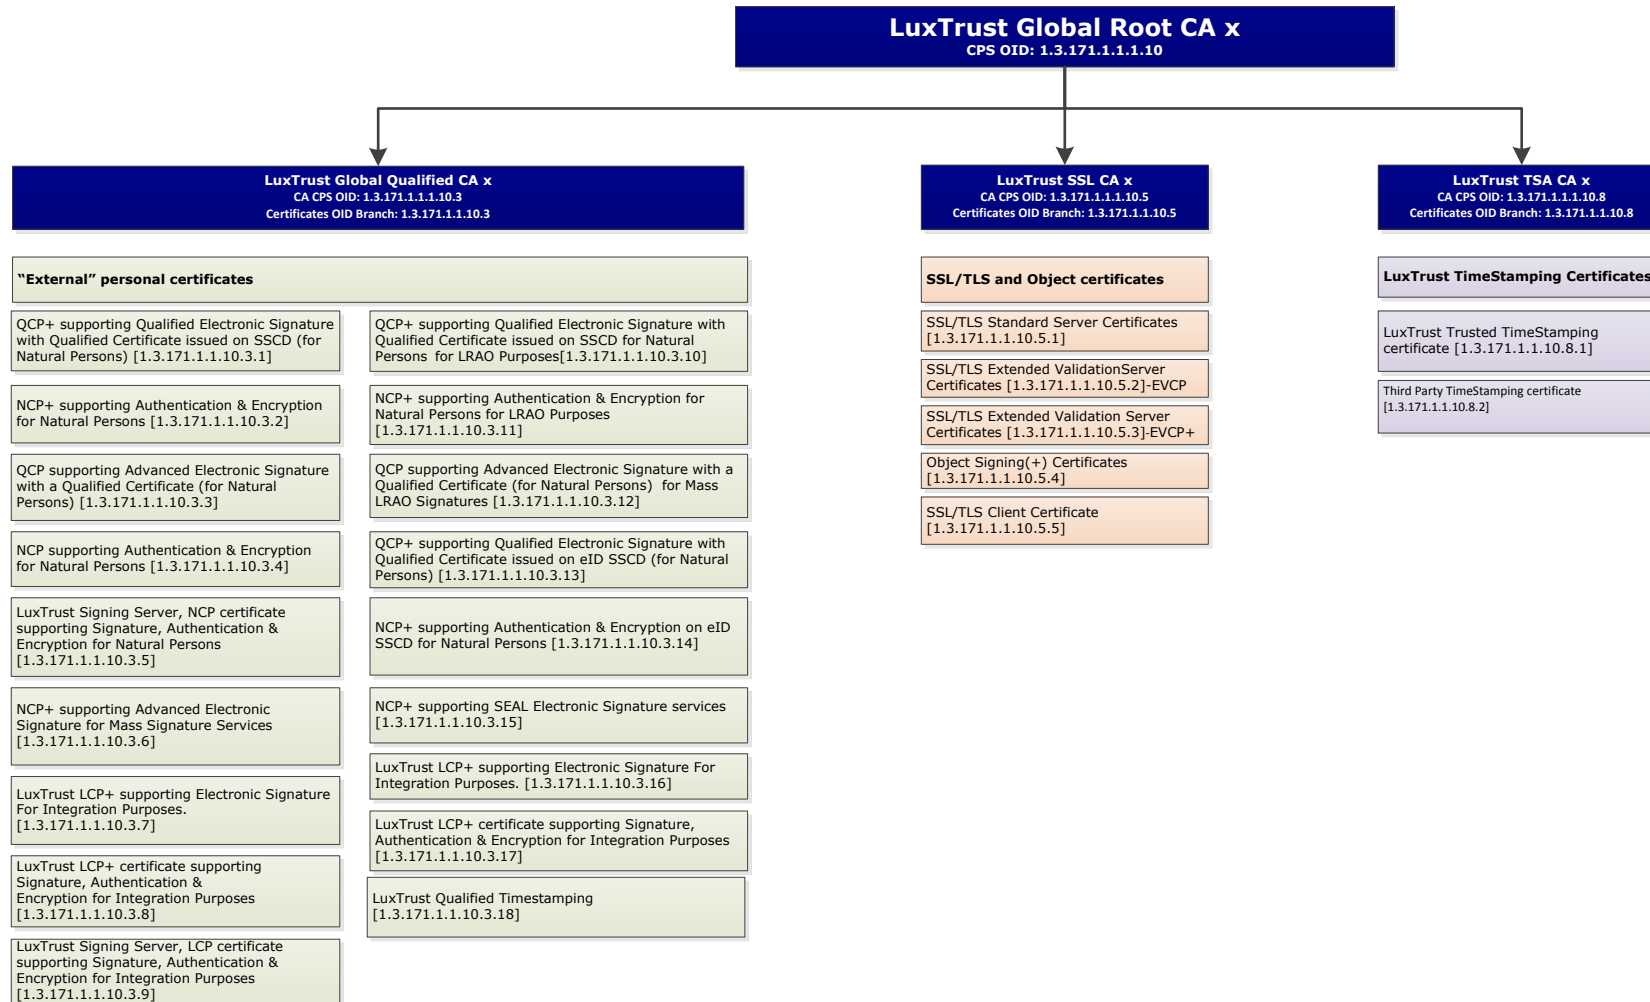 LuxTrust Global Root CA x
CPS OID: 1.3.171.1.1.1.10
LuxTrust Global Qualified CA x
CA CPS OID: 1.3.171.1.1.1.10.3
Certificates OID Branch: 1.3.171.1.1.10.3
LuxTrust SSL CA x
CA CPS OID: 1.3.171.1.1.1.10.5
Certificates OID Branch: 1.3.171.1.1.10.5
LuxTrust TSA CA x
CA CPS OID: 1.3.171.1.1.1.10.8
Certificates OID Branch: 1.3.171.1.1.10.8
“External” personal certificates
QCP+ supporting Qualified Electronic Signature
with Qualified Certificate issued on SSCD (for
Natural Persons) [1.3.171.1.1.10.3.1]
NCP+ supporting Authentication & Encryption
for Natural Persons [1.3.171.1.1.10.3.2]
QCP supporting Advanced Electronic Signature
with a Qualified Certificate (for Natural
Persons) [1.3.171.1.1.10.3.3]
NCP supporting Authentication & Encryption
for Natural Persons [1.3.171.1.1.10.3.4]
LuxTrust Signing Server, NCP certificate
supporting Signature, Authentication &
Encryption for Natural Persons
[1.3.171.1.1.10.3.5]
NCP+ supporting Advanced Electronic
Signature for Mass Signature Services
[1.3.171.1.1.10.3.6]
LuxTrust LCP+ supporting Electronic Signature
For Integration Purposes.
[1.3.171.1.1.10.3.7]
LuxTrust LCP+ certificate supporting
Signature, Authentication &
Encryption for Integration Purposes
[1.3.171.1.1.10.3.8]
LuxTrust Signing Server, LCP certificate
supporting Signature, Authentication &
Encryption for Integration Purposes
[1.3.171.1.1.10.3.9]
QCP+ supporting Qualified Electronic Signature with
Qualified Certificate issued on SSCD for Natural
Persons for LRAO Purposes[1.3.171.1.1.10.3.10]
NCP+ supporting Authentication & Encryption for
Natural Persons for LRAO Purposes
[1.3.171.1.1.10.3.11]
QCP supporting Advanced Electronic Signature with a
Qualified Certificate (for Natural Persons) for Mass
LRAO Signatures [1.3.171.1.1.10.3.12]
QCP+ supporting Qualified Electronic Signature with
Qualified Certificate issued on eID SSCD (for Natural
Persons) [1.3.171.1.1.10.3.13]
NCP+ supporting Authentication & Encryption on eID
SSCD for Natural Persons [1.3.171.1.1.10.3.14]
NCP+ supporting SEAL Electronic Signature services
[1.3.171.1.1.10.3.15]
LuxTrust LCP+ supporting Electronic Signature For
Integration Purposes. [1.3.171.1.1.10.3.16]
LuxTrust LCP+ certificate supporting Signature,
Authentication & Encryption for Integration Purposes
[1.3.171.1.1.10.3.17]
LuxTrust Qualified Timestamping
[1.3.171.1.1.10.3.18]
SSL/TLS and Object certificates
SSL/TLS Standard Server Certificates
[1.3.171.1.1.10.5.1]
SSL/TLS Extended ValidationServer
Certificates [1.3.171.1.1.10.5.2]-EVCP
SSL/TLS Extended Validation Server
Certificates [1.3.171.1.1.10.5.3]-EVCP+
Object Signing(+) Certificates
[1.3.171.1.1.10.5.4]
SSL/TLS Client Certificate
[1.3.171.1.1.10.5.5]
LuxTrust TimeStamping Certificates
LuxTrust Trusted TimeStamping
certificate [1.3.171.1.1.10.8.1]
Third Party TimeStamping certificate
[1.3.171.1.1.10.8.2]